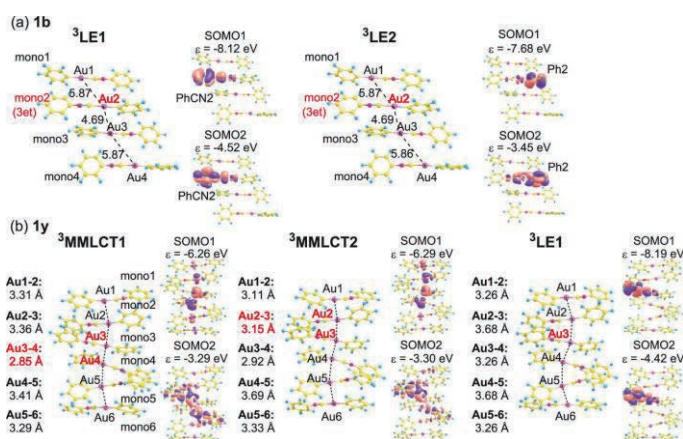 (a) 1b
³LE1
mono1
Au1
5.87
mono2
(3et)
Au2
4.69
Au3
mono3
5.87
mono4
Au4
SOMO1
ε = -8.12 eV
PhCN2
SOMO2
ε = -4.52 eV
PhCN2
³LE2
mono1
Au1
5.87
mono2
(3et)
Au2
4.69
Au3
mono3
5.86
mono4
Au4
SOMO1
ε = -7.68 eV
Ph2
SOMO2
ε = -3.45 eV
Ph2
(b) 1y
³MMLCT1
Au1-2:
3.31 Å
Au2-3:
3.36 Å
Au3-4:
2.85 Å
Au4-5:
3.41 Å
Au5-6:
3.29 Å
mono1
Au1
mono2
Au2
mono3
Au3
mono4
Au4
Au5
mono5
Au6
mono6
SOMO1
ε = -6.26 eV
SOMO2
ε = -3.29 eV
³MMLCT2
Au1-2:
3.11 Å
Au2-3:
3.15 Å
Au3-4:
2.92 Å
Au4-5:
3.69 Å
Au5-6:
3.33 Å
Au1
Au2
Au3
Au4
Au5
Au6
SOMO1
ε = -6.29 eV
SOMO2
ε = -3.30 eV
³LE1
Au1-2:
3.26 Å
Au2-3:
3.68 Å
Au3-4:
3.26 Å
Au4-5:
3.68 Å
Au5-6:
3.26 Å
Au1
Au2
Au3
Au4
Au5
Au6
SOMO1
ε = -8.19 eV
SOMO2
ε = -4.42 eV